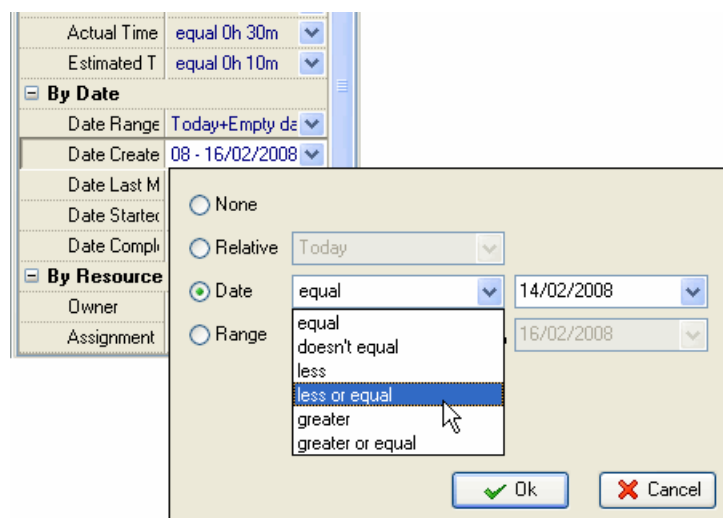 Actual Time equal 0h 30m
Estimated T equal 0h 10m
By Date
Date Range Today+Empty da
Date Create 08 - 16/02/2008
Date Last M
Date Started
Date Comple
By Resource
Owner
Assignment
None
Relative Today
Date equal 14/02/2008
Range 16/02/2008
equal
doesn't equal
less
less or equal
greater
greater or equal
Ok Cancel